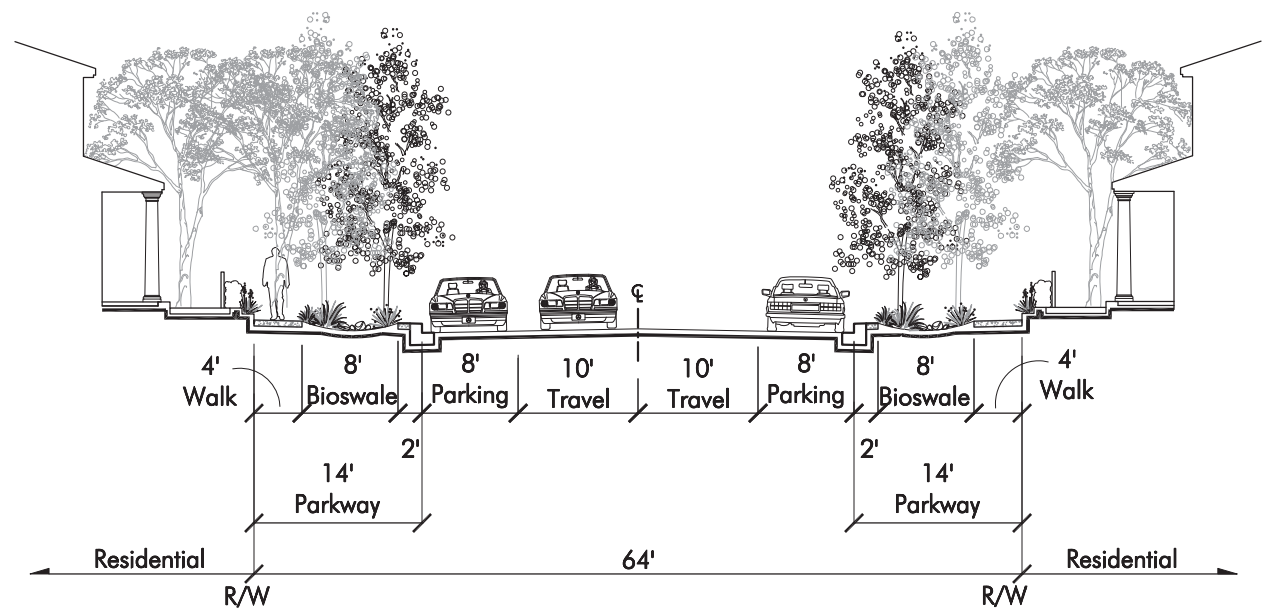 ℄
4'
Walk
8'
Bioswale
8'
Parking
10'
Travel
10'
Travel
8'
Parking
8'
Bioswale
4'
Walk
2'
2'
14'
Parkway
14'
Parkway
Residential
64'
Residential
R/W
R/W